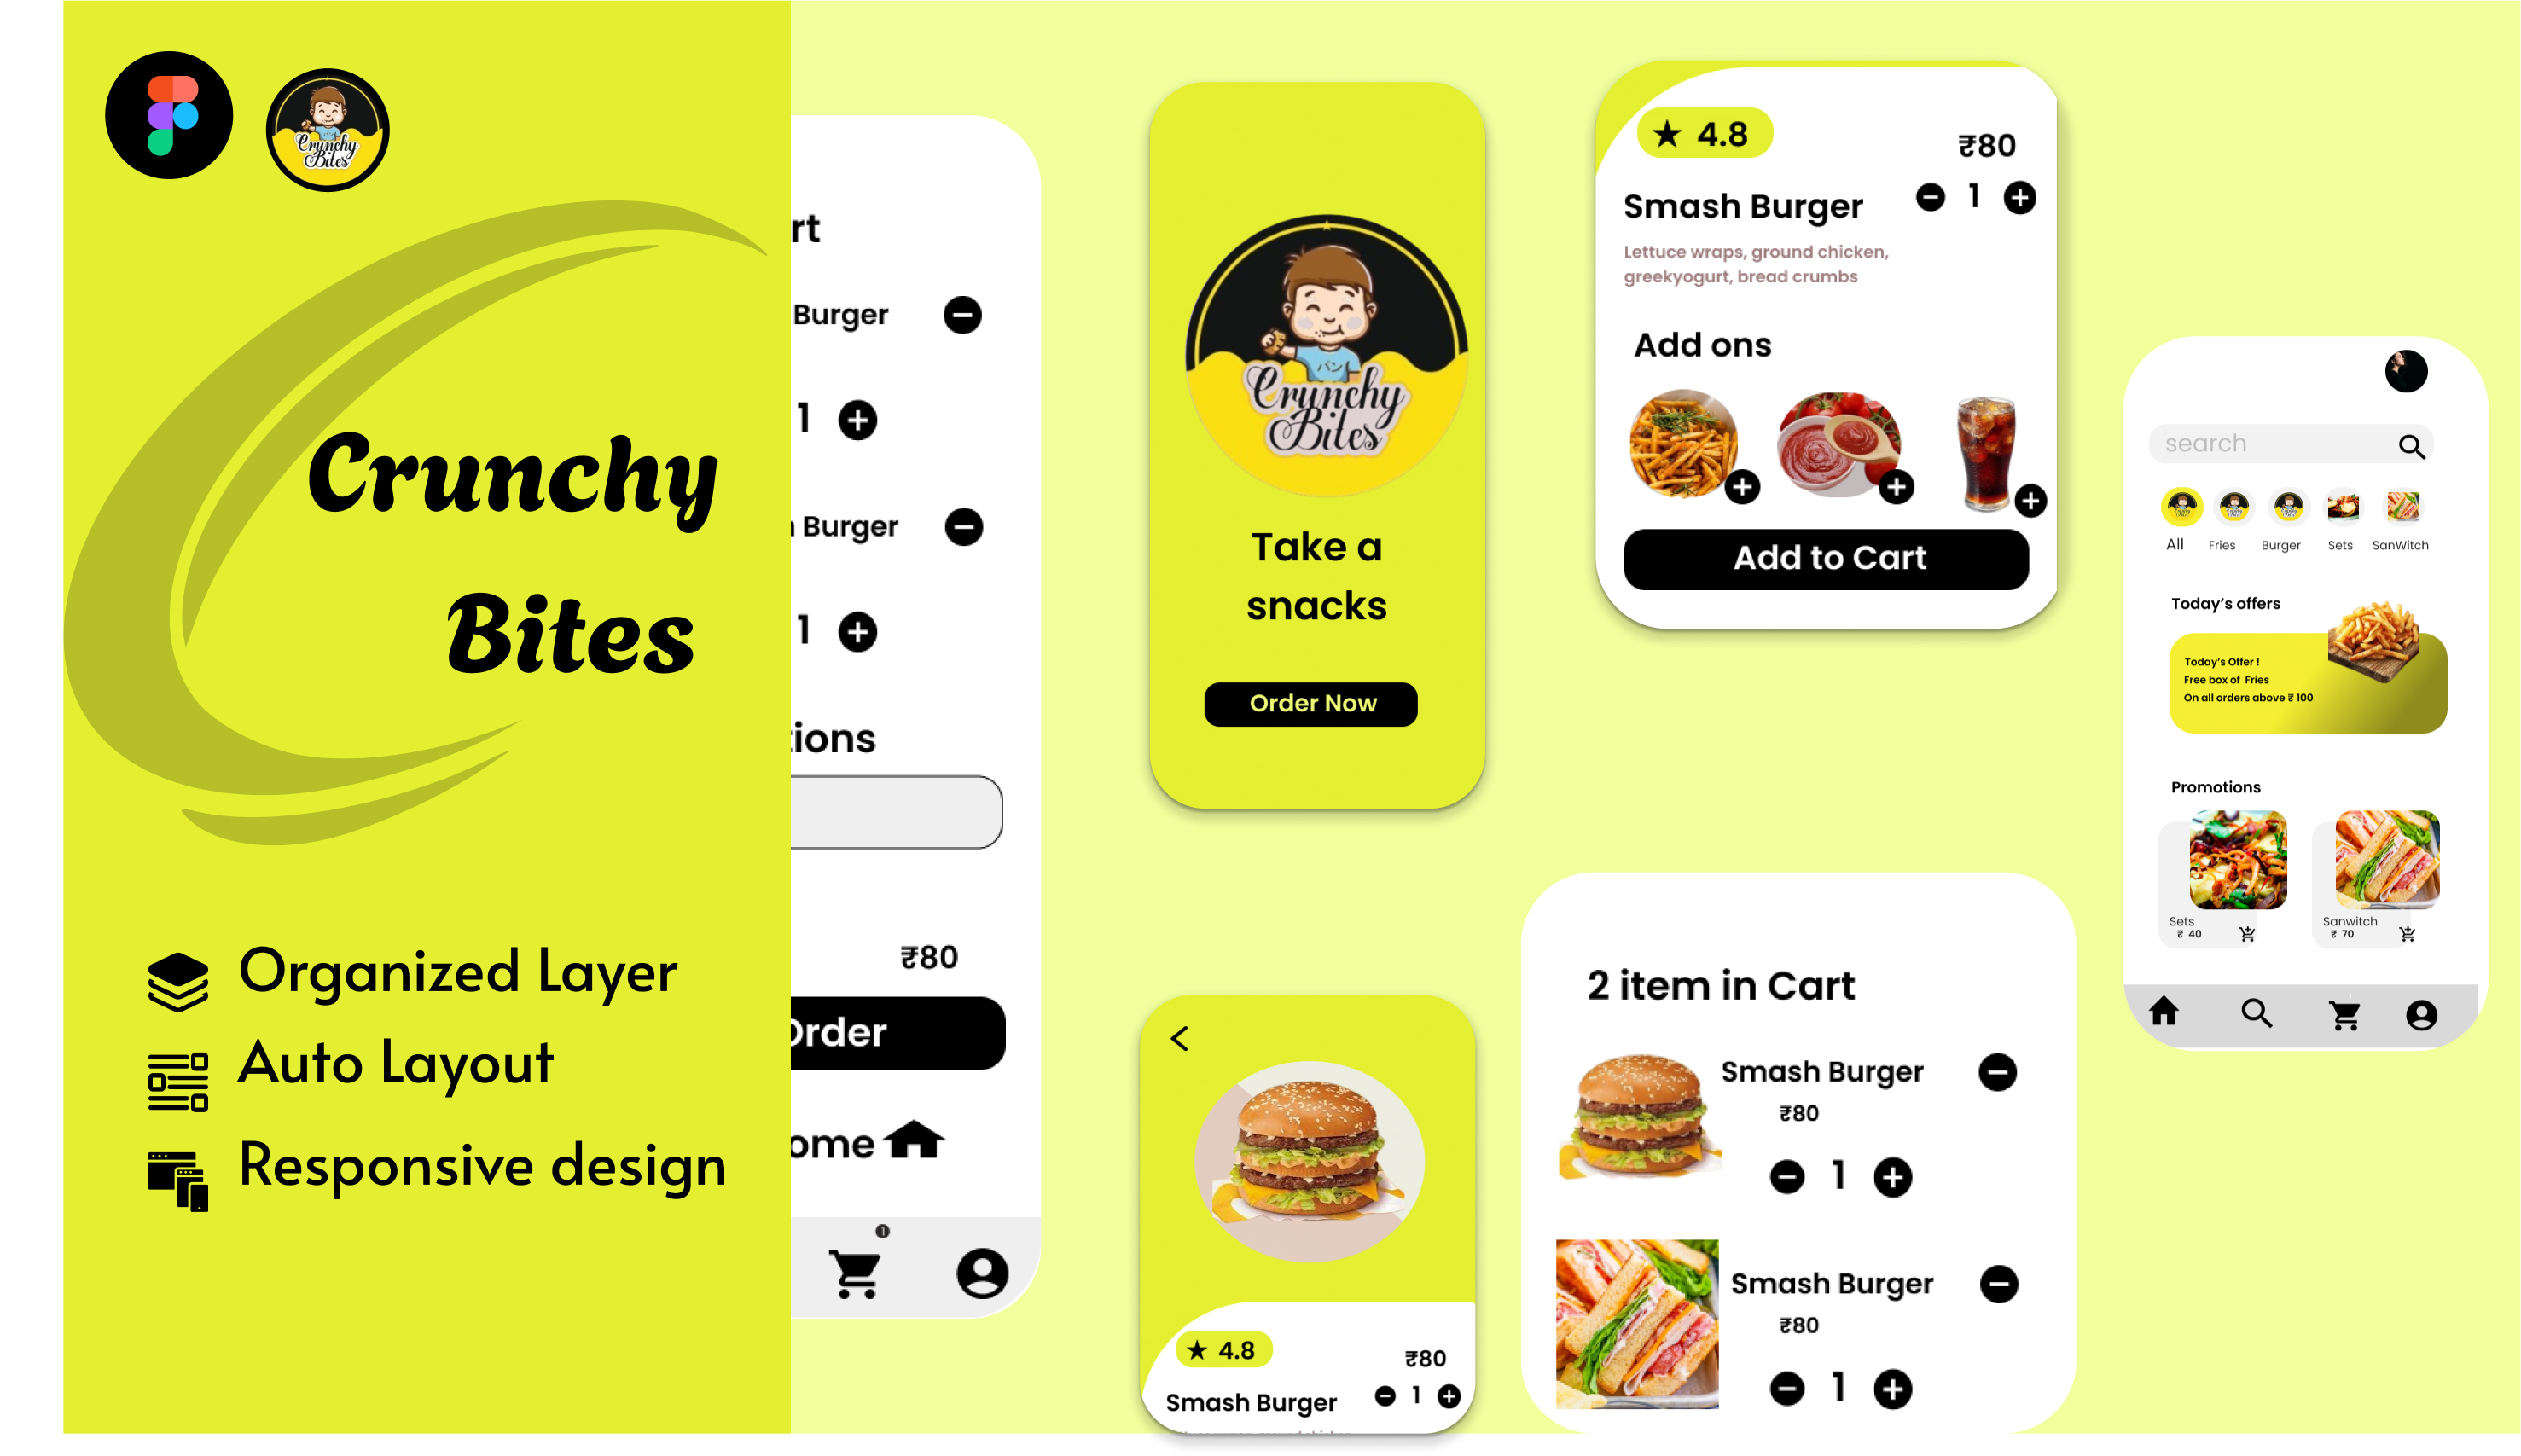 Crunchy
Bites
Crunchy
Bites
Organized Layer
Auto Layout
Responsive design
rt
Burger
1
Burger
1
tions
₹80
Order
ome
1
Crunchy
Bites
Take a
snacks
Order Now
4.8
₹80
Smash Burger
1
Lettuce wraps, ground chicken,
greekyogurt, bread crumbs
Add ons
Add to Cart
4.8
₹80
Smash Burger
1
2 item in Cart
Smash Burger
₹80
1
Smash Burger
₹80
1
search
All Fries Burger Sets SanWitch
Today's offers
Today's Offer !
Free box of Fries
On all orders above ₹ 100
Promotions
Sets
₹ 40
Sanwitch
₹ 70